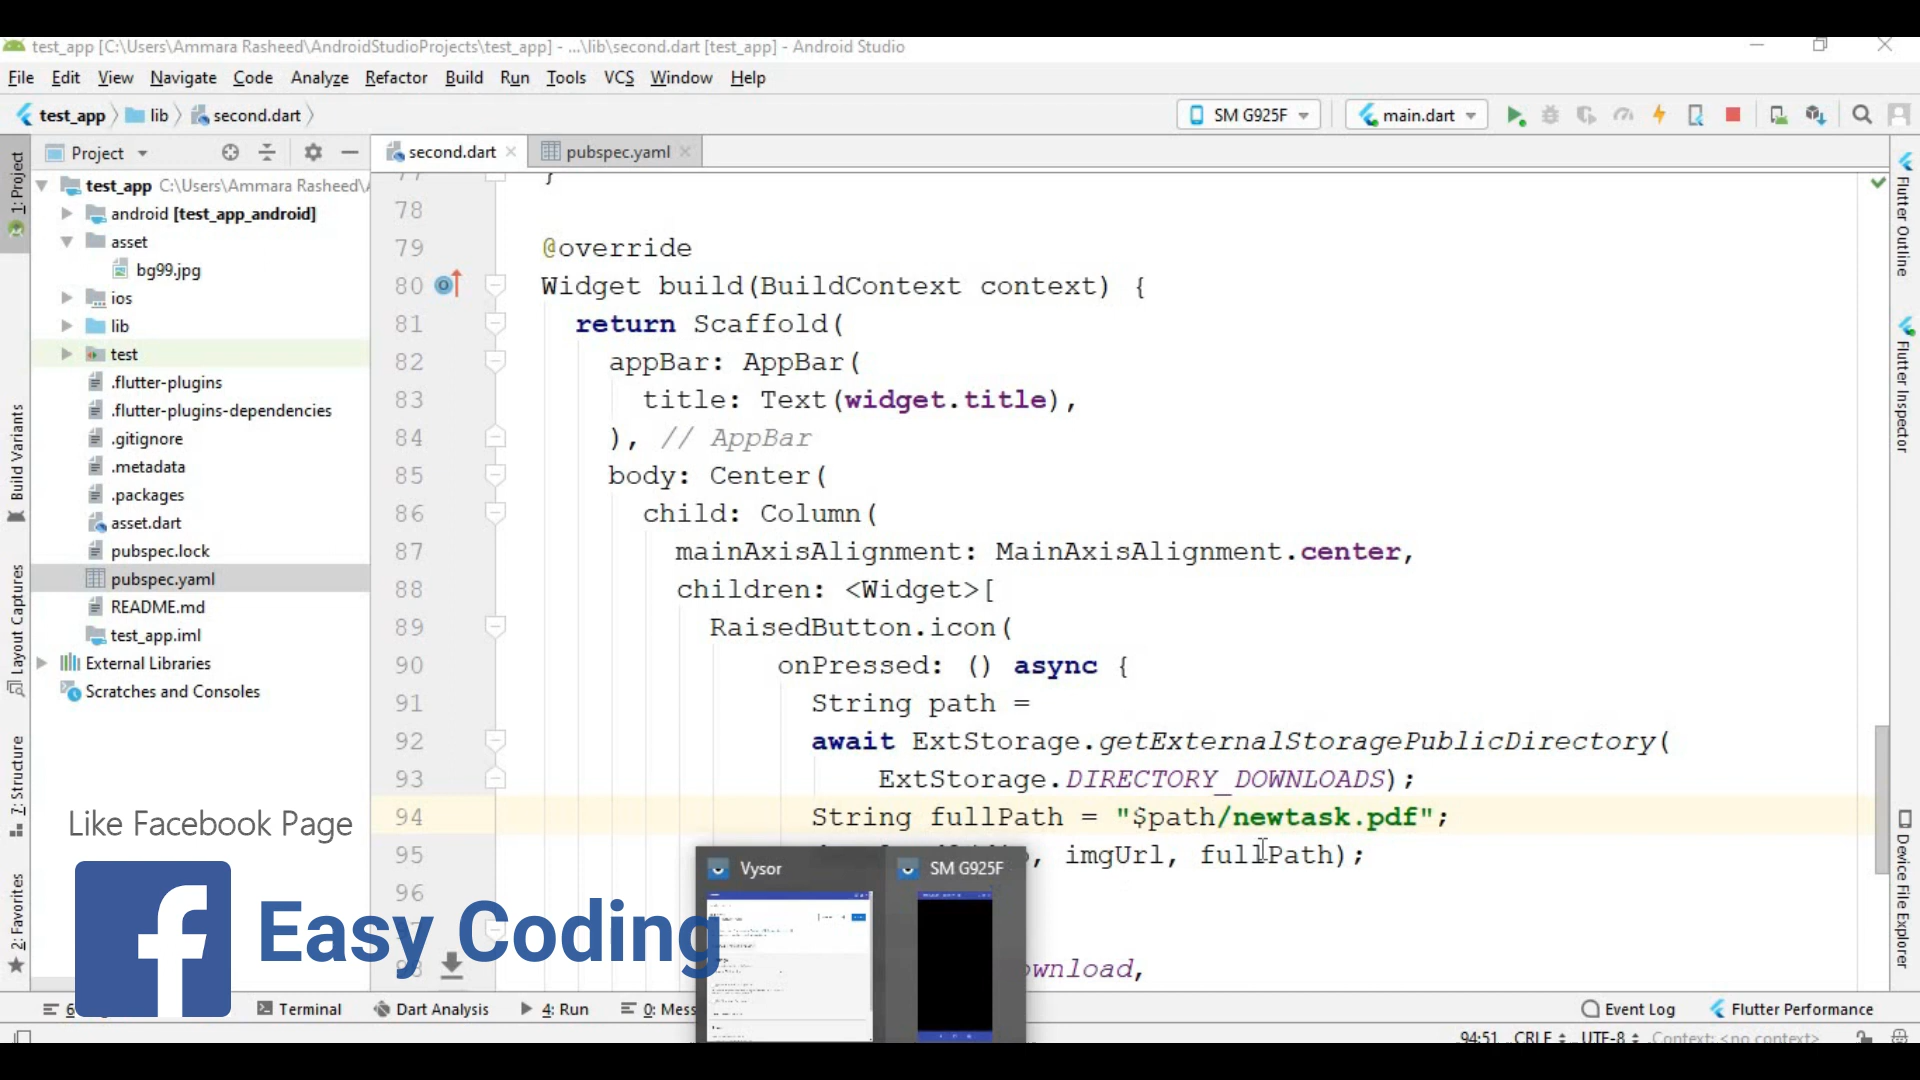 test_app [C:\Users\Ammara Rasheed\AndroidStudioProjects\test_app] - ...\lib\second.dart [test_app] - Android Studio
File Edit View Navigate Code Analyze Refactor Build Run Tools VCS Window Help
test_app lib second.dart SM G925F main.dart
Project second.dart pubspec.yaml
test_app C:\Users\Ammara Rasheed\
android [test_app_android]
asset
bg99.jpg
ios
lib
test
.flutter-plugins
.flutter-plugins-dependencies
.gitignore
.metadata
.packages
asset.dart
pubspec.lock
pubspec.yaml
README.md
test_app.iml
External Libraries
Scratches and Consoles
1: Project
Build Variants
Layout Captures
7: Structure
2: Favorites
77 }
78
79 @override
80 Widget build(BuildContext context) {
81 return Scaffold(
82 appBar: AppBar(
83 title: Text(widget.title),
84 ), // AppBar
85 body: Center(
86 child: Column(
87 mainAxisAlignment: MainAxisAlignment.center,
88 children: <Widget>[
89 RaisedButton.icon(
90 onPressed: () async {
91 String path =
92 await ExtStorage.getExternalStoragePublicDirectory(
93 ExtStorage.DIRECTORY_DOWNLOADS);
94 String fullPath = "$path/newtask.pdf";
95 , imgUrl, fullPath);
96
ownload,
Flutter Outline
Flutter Inspector
Device File Explorer
Like Facebook Page
f Easy Coding
Vysor SM G925F
6 Terminal Dart Analysis 4: Run 0: Mess Event Log Flutter Performance
94:51 CRLF UTF-8 Context: <no context>